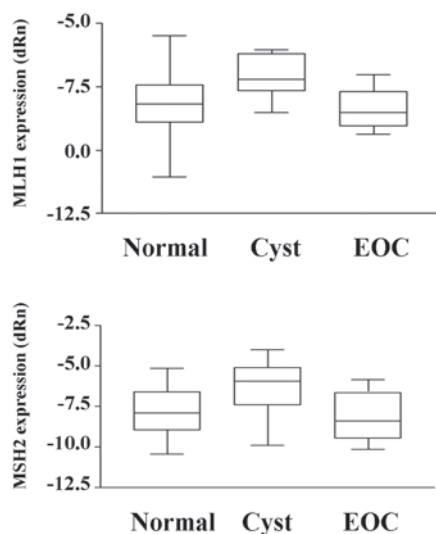 MLH1 expression (dRn)
-5.0
-7.5
0.0
-12.5
Normal Cyst EOC
MSH2 expression (dRn)
-2.5
-5.0
-7.5
-10.0
-12.5
Normal Cyst EOC